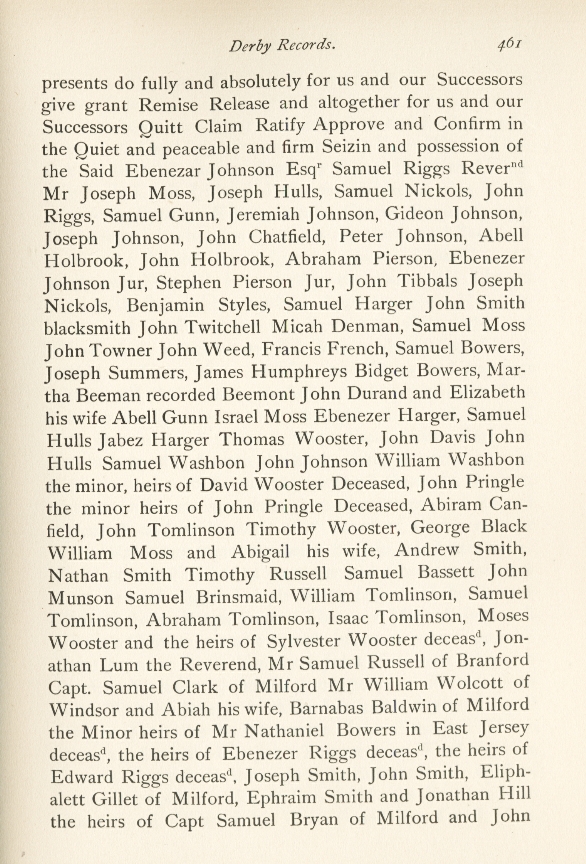 Derby Records. 461
presents do fully and absolutely for us and our Successors
give grant Remise Release and altogether for us and our
Successors Quitt Claim Ratify Approve and Confirm in
the Quiet and peaceable and firm Seizin and possession of
the Said Ebenezar Johnson Esqʳ Samuel Riggs Reverⁿᵈ
Mr Joseph Moss, Joseph Hulls, Samuel Nickols, John
Riggs, Samuel Gunn, Jeremiah Johnson, Gideon Johnson,
Joseph Johnson, John Chatfield, Peter Johnson, Abell
Holbrook, John Holbrook, Abraham Pierson, Ebenezer
Johnson Jur, Stephen Pierson Jur, John Tibbals Joseph
Nickols, Benjamin Styles, Samuel Harger John Smith
blacksmith John Twitchell Micah Denman, Samuel Moss
John Towner John Weed, Francis French, Samuel Bowers,
Joseph Summers, James Humphreys Bidget Bowers, Mar-
tha Beeman recorded Beemont John Durand and Elizabeth
his wife Abell Gunn Israel Moss Ebenezer Harger, Samuel
Hulls Jabez Harger Thomas Wooster, John Davis John
Hulls Samuel Washbon John Johnson William Washbon
the minor, heirs of David Wooster Deceased, John Pringle
the minor heirs of John Pringle Deceased, Abiram Can-
field, John Tomlinson Timothy Wooster, George Black
William Moss and Abigail his wife, Andrew Smith,
Nathan Smith Timothy Russell Samuel Bassett John
Munson Samuel Brinsmaid, William Tomlinson, Samuel
Tomlinson, Abraham Tomlinson, Isaac Tomlinson, Moses
Wooster and the heirs of Sylvester Wooster deceasᵈ, Jon-
athan Lum the Reverend, Mr Samuel Russell of Branford
Capt. Samuel Clark of Milford Mr William Wolcott of
Windsor and Abiah his wife, Barnabas Baldwin of Milford
the Minor heirs of Mr Nathaniel Bowers in East Jersey
deceasᵈ, the heirs of Ebenezer Riggs deceasᵈ, the heirs of
Edward Riggs deceasᵈ, Joseph Smith, John Smith, Eliph-
alett Gillet of Milford, Ephraim Smith and Jonathan Hill
the heirs of Capt Samuel Bryan of Milford and John